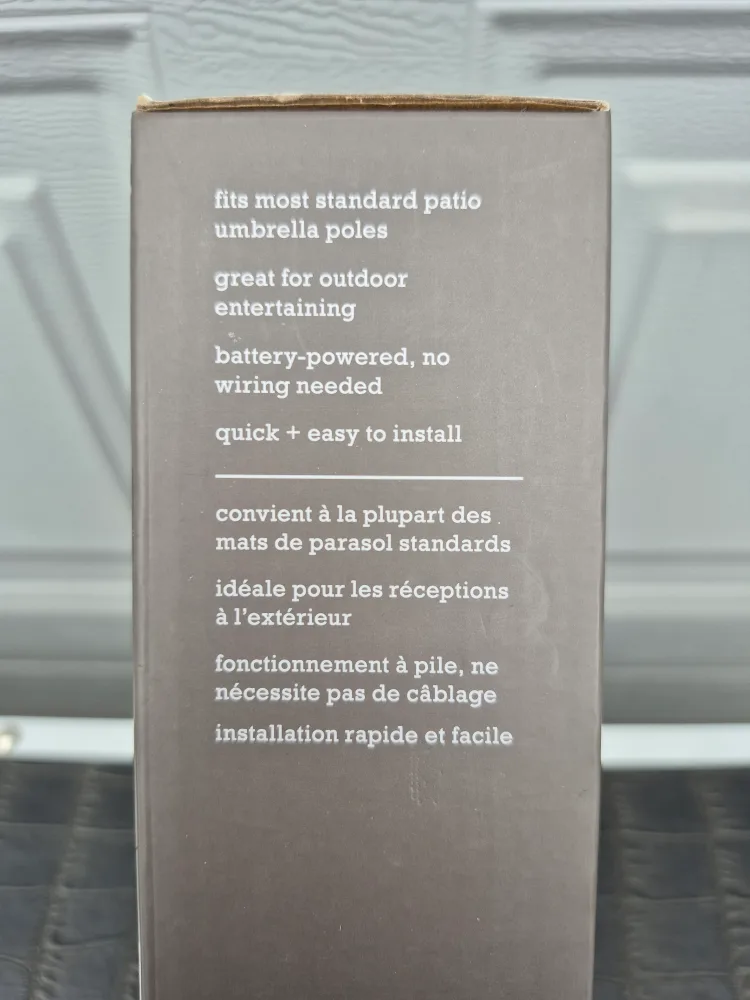 fits most standard patio
umbrella poles
great for outdoor
entertaining
battery-powered, no
wiring needed
quick + easy to install
convient à la plupart des
mats de parasol standards
idéale pour les réceptions
à l'extérieur
fonctionnement à pile, ne
nécessite pas de câblage
installation rapide et facile